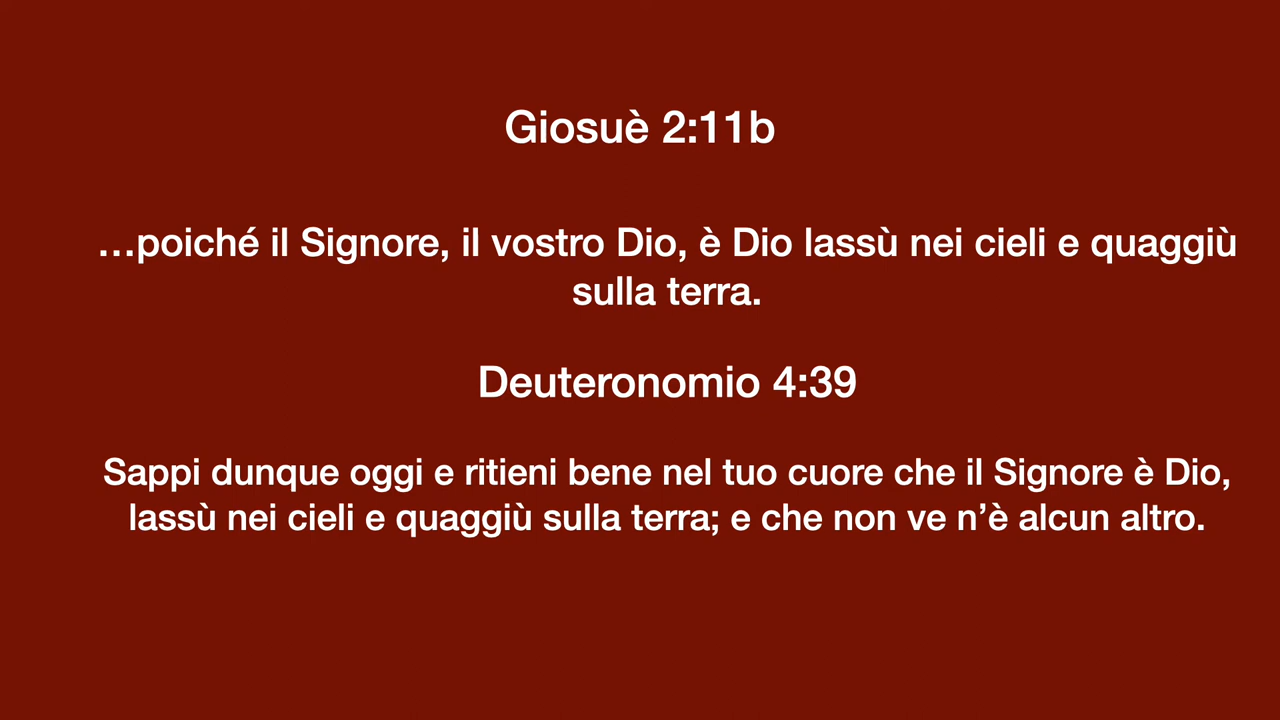 Giosuè 2:11b
…poiché il Signore, il vostro Dio, è Dio lassù nei cieli e quaggiù
sulla terra.
Deuteronomio 4:39
Sappi dunque oggi e ritieni bene nel tuo cuore che il Signore è Dio,
lassù nei cieli e quaggiù sulla terra; e che non ve n’è alcun altro.